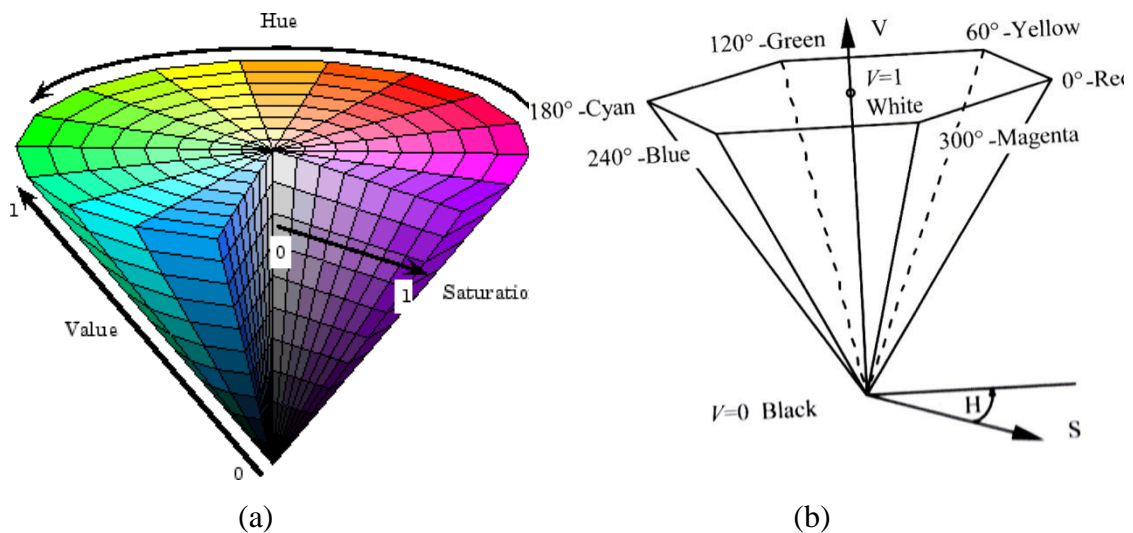 Hue
1
0
1
Saturatio
Value
0
(a)
V
120° -Green
60° -Yellow
V=1
White
0° -Re
180° -Cyan
240° -Blue
300° -Magenta
V=0 Black
H
S
(b)